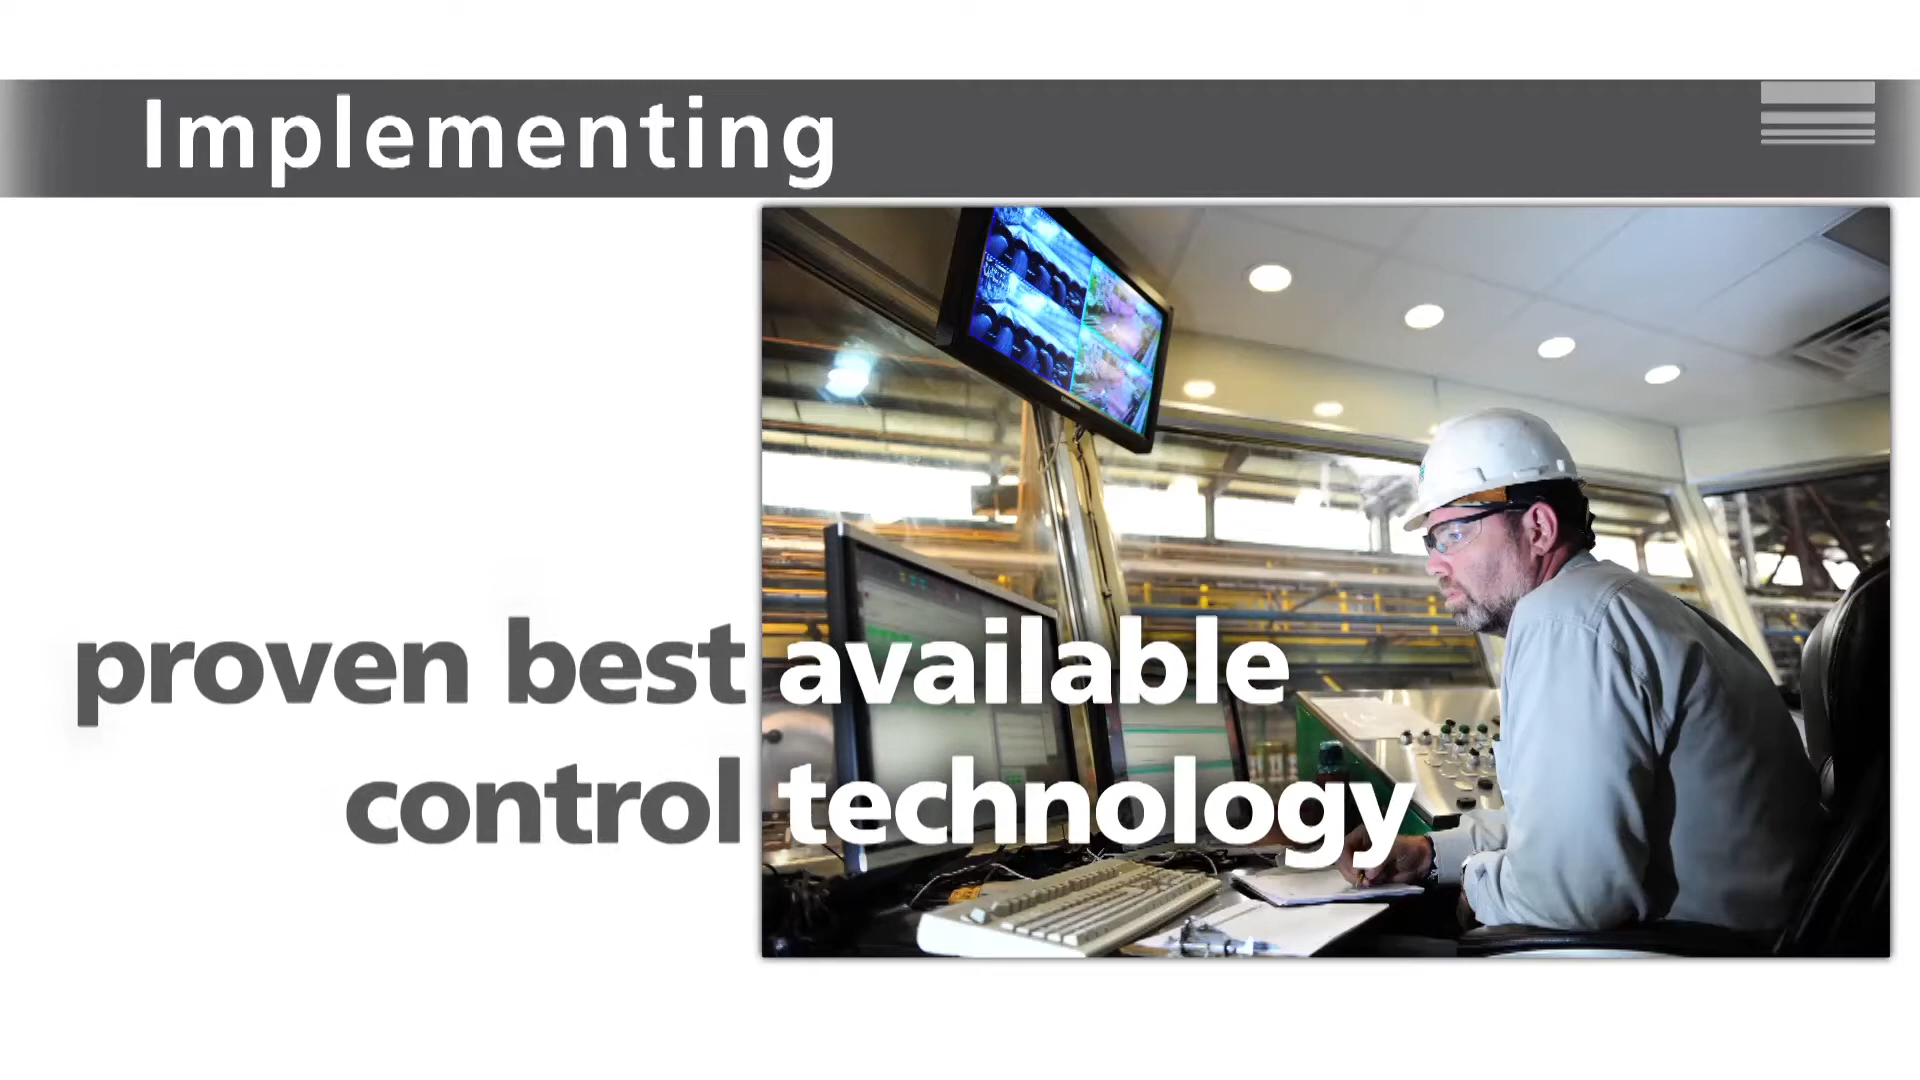 Implementing
proven best available
control technology